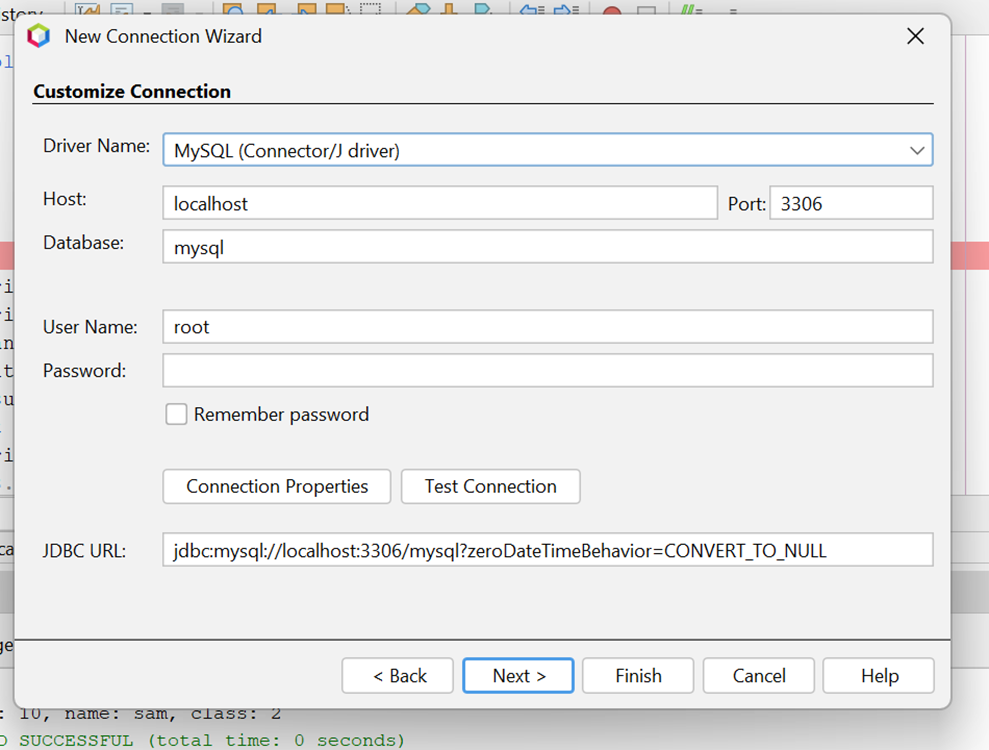 New Connection Wizard
Customize Connection
Driver Name: MySQL (Connector/J driver)
Host: localhost Port: 3306
Database: mysql
User Name: root
Password:
Remember password
Connection Properties Test Connection
JDBC URL: jdbc:mysql://localhost:3306/mysql?zeroDateTimeBehavior=CONVERT_TO_NULL
< Back Next > Finish Cancel Help
: 10, name: sam, class: 2
SUCCESSFUL (total time: 0 seconds)